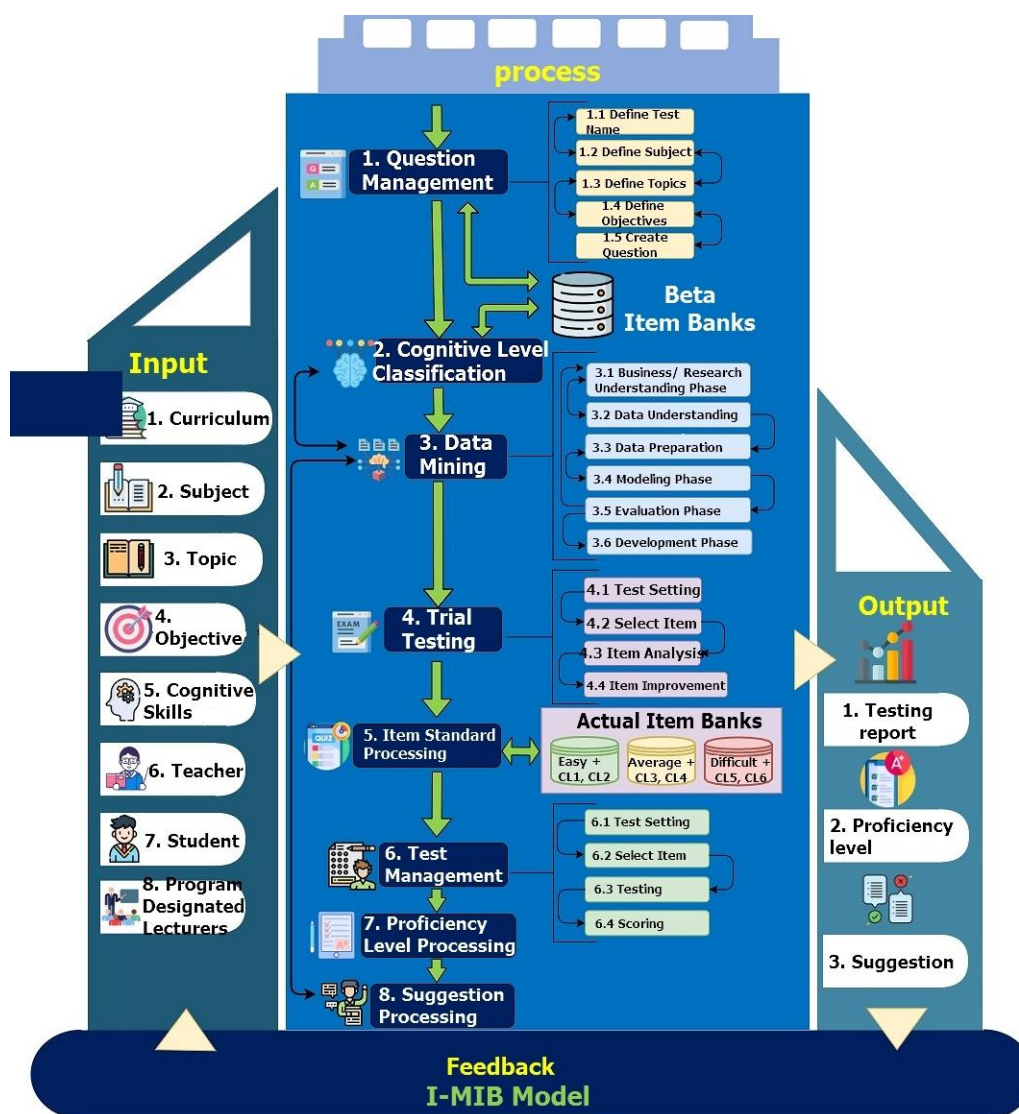 process
1. Question
Management
1.1 Define Test
Name
1.2 Define Subject
1.3 Define Topics
1.4 Define
Objectives
1.5 Create
Question
Q
A
Beta
Item Banks
2. Cognitive Level
Classification
3. Data
Mining
3.1 Business/ Research
Understanding Phase
3.2 Data Understanding
3.3 Data Preparation
3.4 Modeling Phase
3.5 Evaluation Phase
3.6 Development Phase
EXAM
4. Trial
Testing
4.1 Test Setting
4.2 Select Item
4.3 Item Analysis
4.4 Item Improvement
QUIZ
5. Item Standard
Processing
Actual Item Banks
Easy +
CL1, CL2
Average +
CL3, CL4
Difficult +
CL5, CL6
6. Test
Management
6.1 Test Setting
6.2 Select Item
6.3 Testing
6.4 Scoring
A+
7. Proficiency
Level Processing
8. Suggestion
Processing
Input
1. Curriculum
2. Subject
3. Topic
4.
Objective
5. Cognitive
Skills
6. Teacher
7. Student
8. Program
Designated
Lecturers
Output
1. Testing
report
A+
2. Proficiency
level
3. Suggestion
Feedback
I-MIB Model